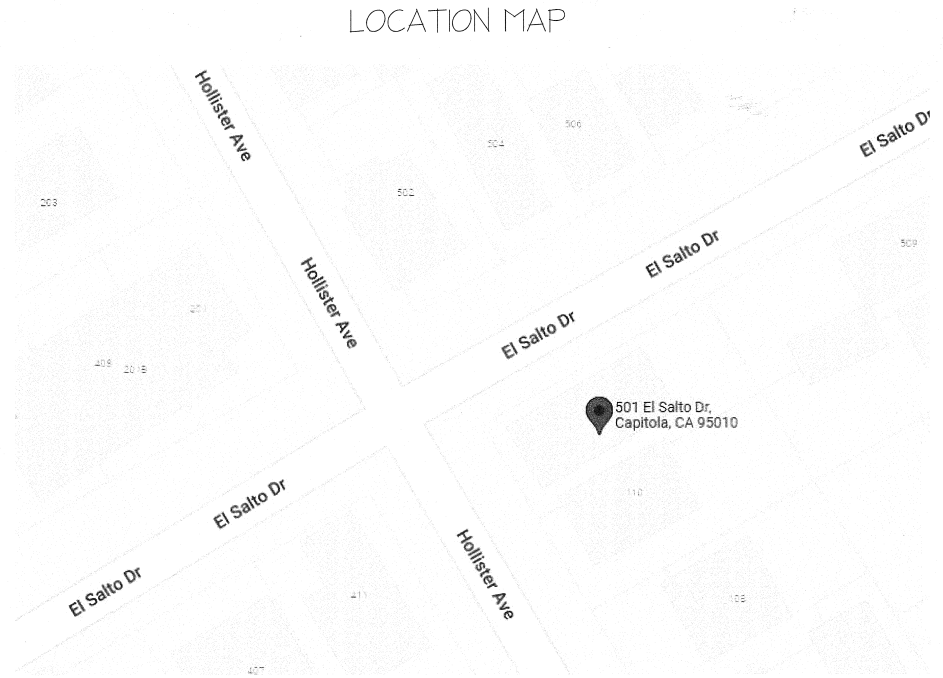 LOCATION MAP
Hollister Ave
El Salto Dr
506
504
502
203
El Salto Dr
509
Hollister Ave
201
El Salto Dr
408
201B
501 El Salto Dr,
Capitola, CA 95010
110
El Salto Dr
Hollister Ave
El Salto Dr
411
108
407